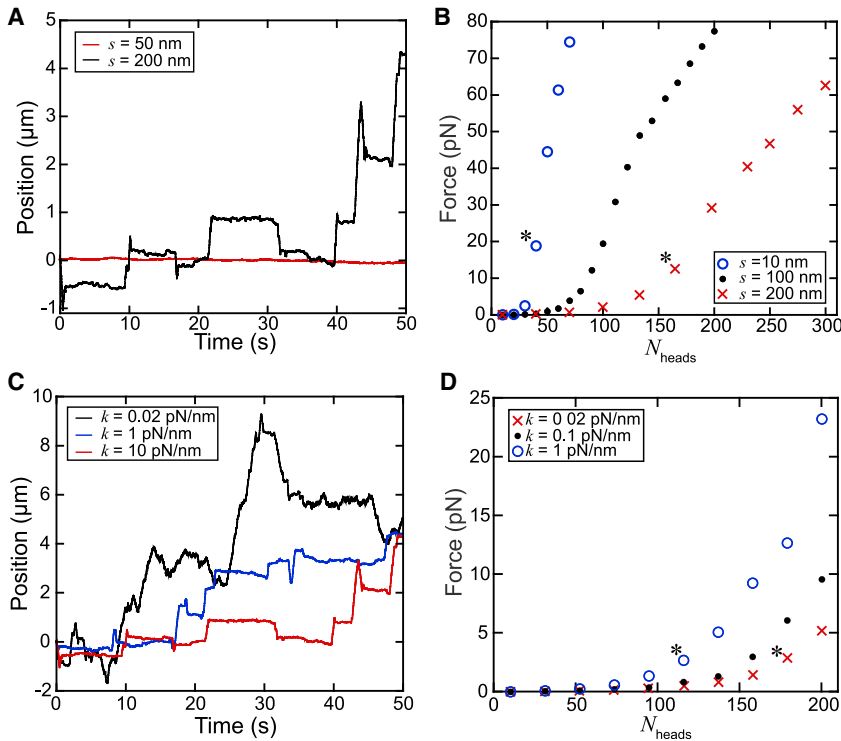 A
5
4
3
2
1
0
-1
s = 50 nm
s = 200 nm
Position (µm)
0 10 20 30 40 50
Time (s)
B
80
70
60
50
40
30
20
10
0
Force (pN)
*
*
s =10 nm
s = 100 nm
s = 200 nm
0 50 100 150 200 250 300
Nheads
C
10
8
6
4
2
0
-2
k = 0.02 pN/nm
k = 1 pN/nm
k = 10 pN/nm
Position (µm)
0 10 20 30 40 50
Time (s)
D
25
20
15
10
5
0
k = 0 02 pN/nm
k = 0.1 pN/nm
k = 1 pN/nm
Force (pN)
*
*
0 50 100 150 200
Nheads